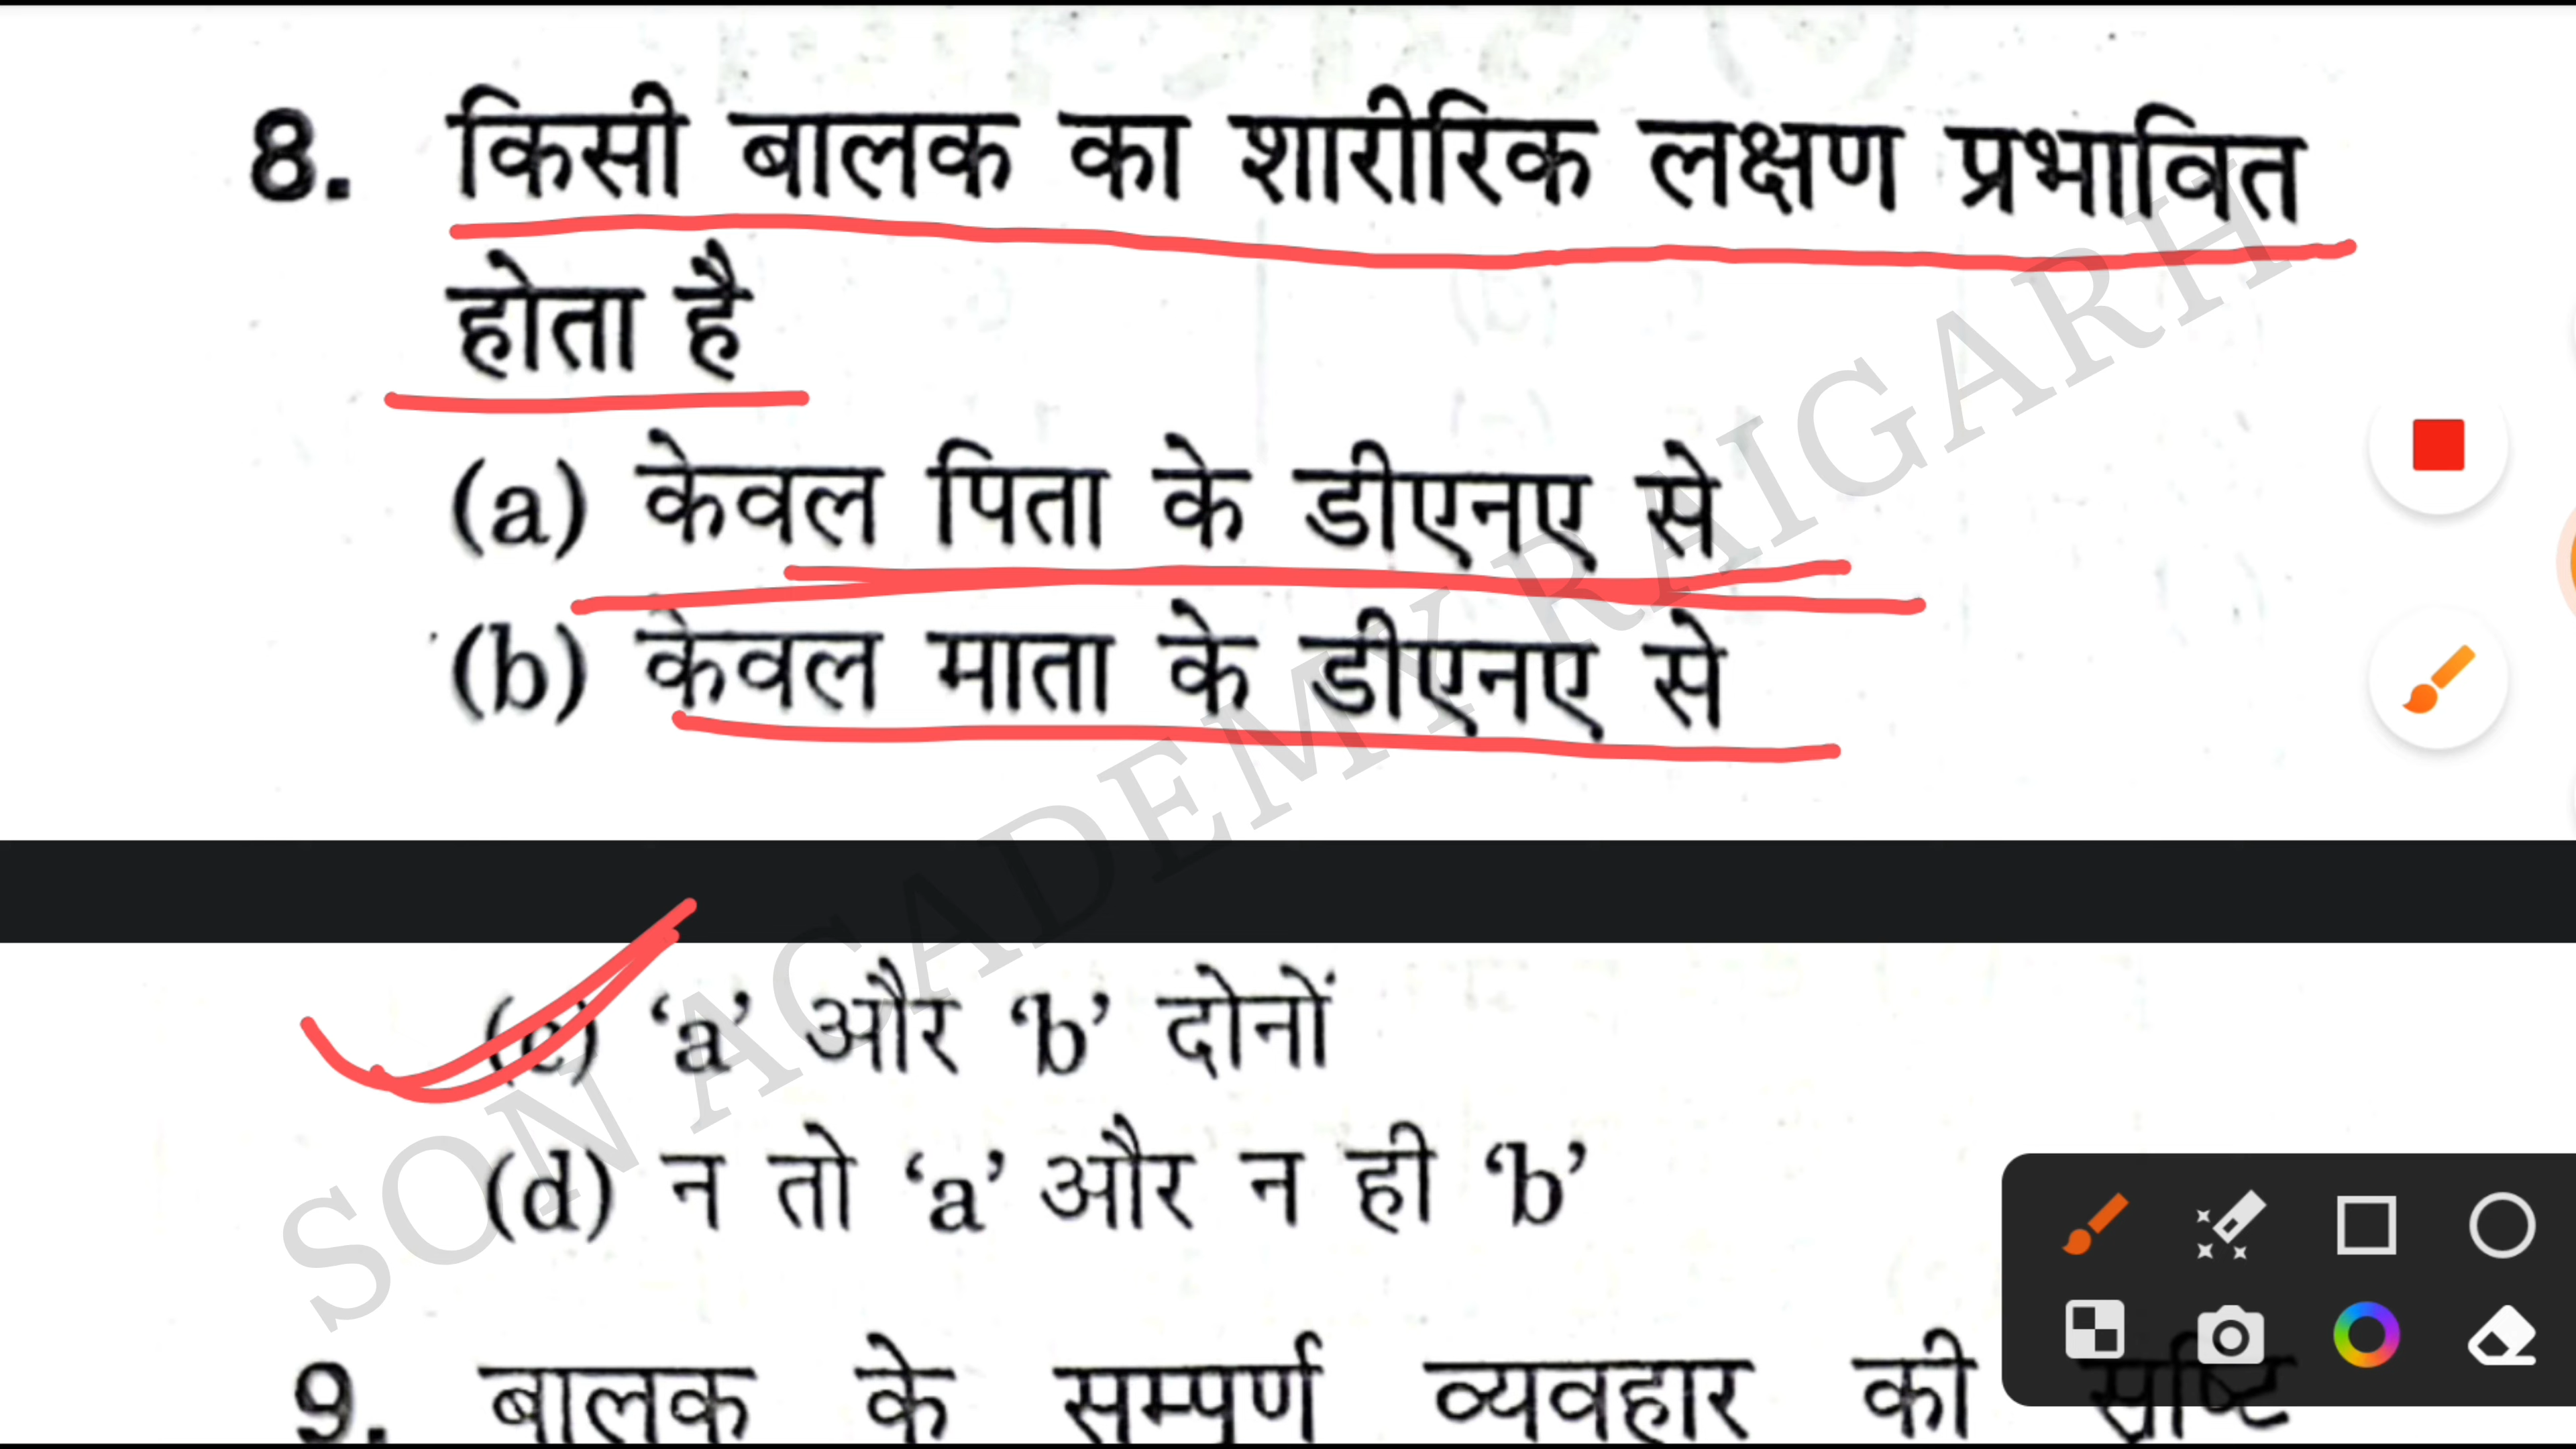 8. किसी बालक का शारीरिक लक्षण प्रभावित
होता है
(a) केवल पिता के डीएनए से
(b) केवल माता के डीएनए से
(c) 'a' और 'b' दोनों
(d) न तो 'a' और न ही 'b'
9. बालक के सम्पूर्ण व्यवहार की सृष्टि
SON ACADEMY RAIGARH